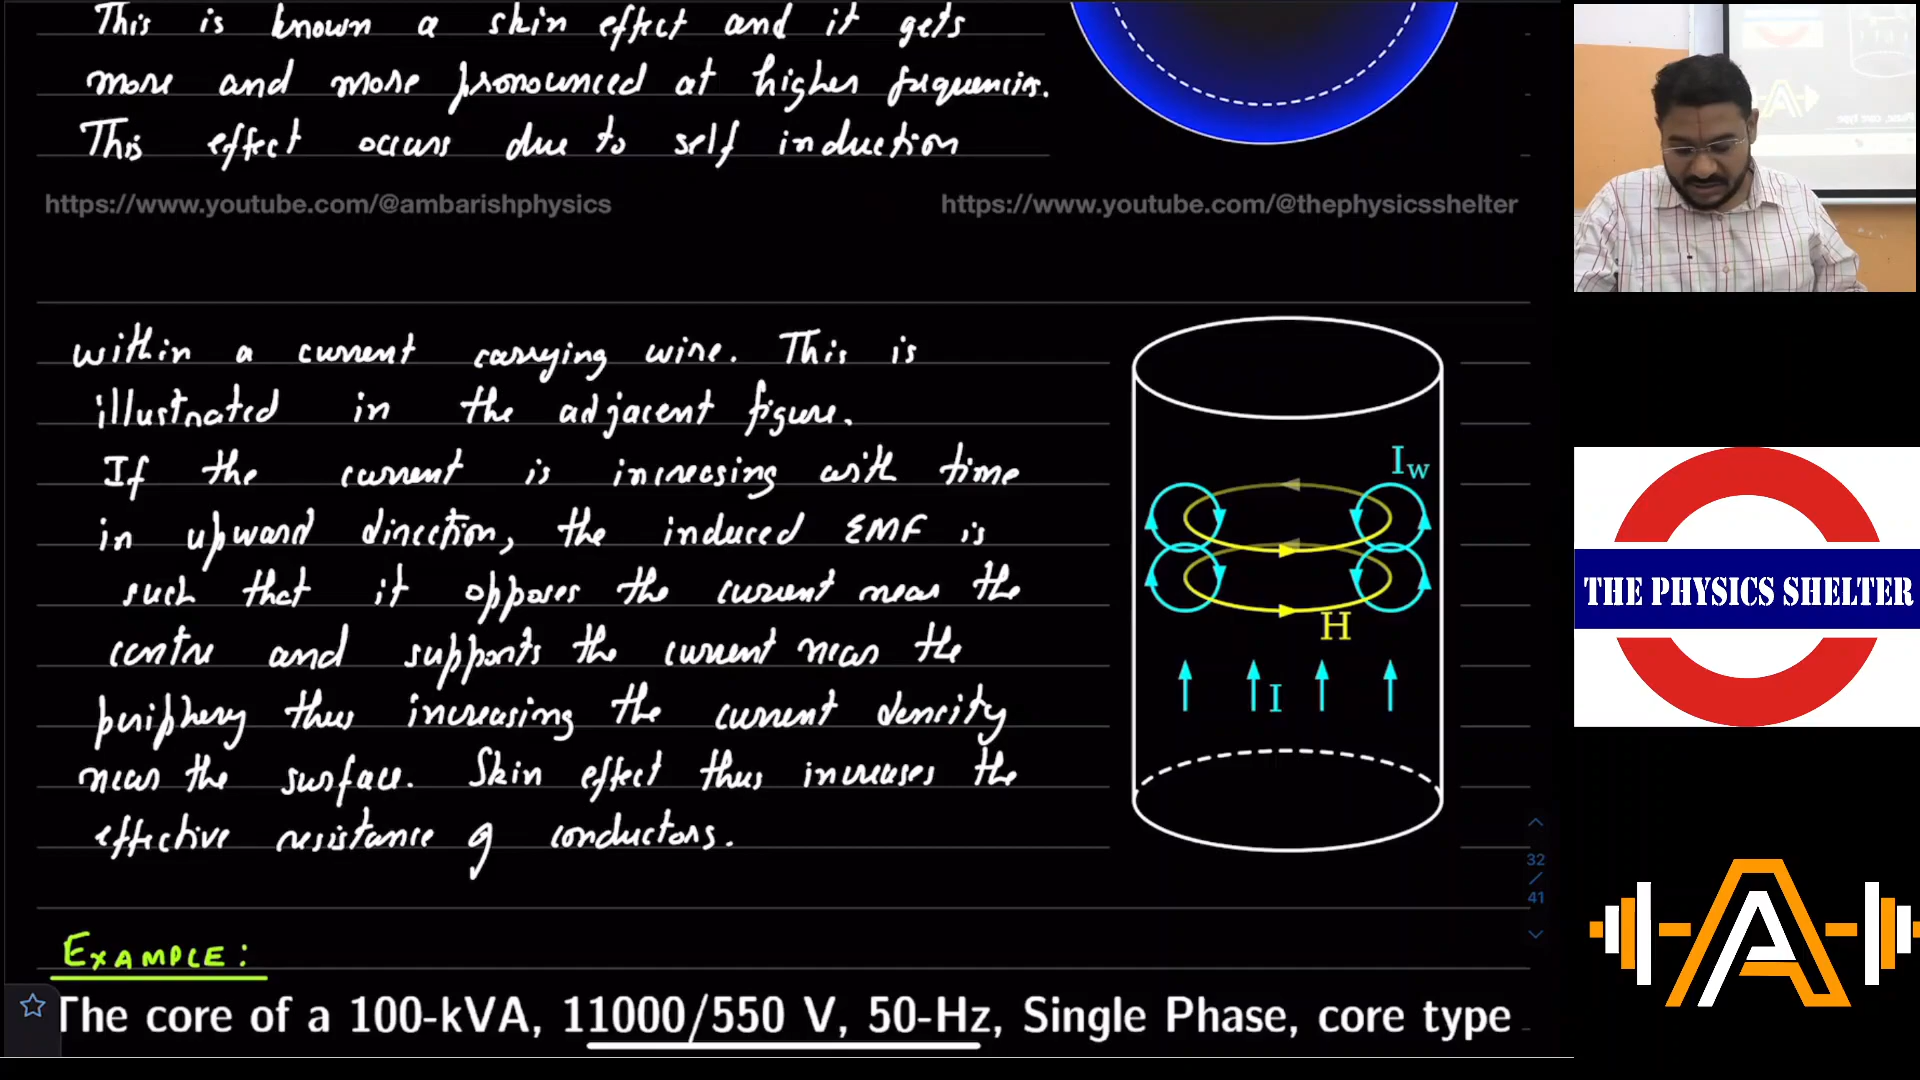 This is known a skin effect and it gets
more and more pronounced at higher frequencies.
This effect occurs due to self induction
https://www.youtube.com/@ambarishphysics
https://www.youtube.com/@thephysicsshelter
within a current carrying wire. This is
illustrated in the adjacent figure.
If the current is increasing with time
in upward direction, the induced EMF is
such that it opposes the current near the
centre and supports the current near the
periphery thus increasing the current density
near the surface. Skin effect thus increases the
effective resistance of conductors.
Iw
H
I
32
/
41
EXAMPLE:
The core of a 100-kVA, 11000/550 V, 50-Hz, Single Phase, core type
THE PHYSICS SHELTER
A